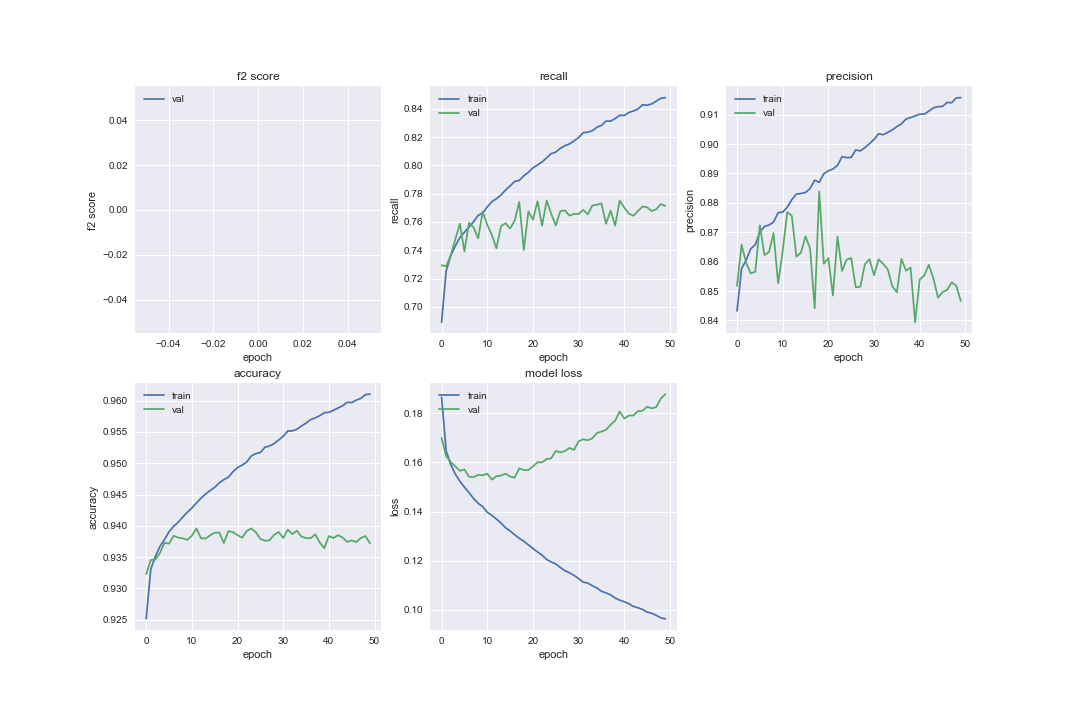 f2 score
val
f2 score
0.04
0.02
0.00
−0.02
−0.04
−0.04 −0.02 0.00 0.02 0.04
epoch
recall
train
val
recall
0.84
0.82
0.80
0.78
0.76
0.74
0.72
0.70
0 10 20 30 40 50
epoch
precision
train
val
precision
0.91
0.90
0.89
0.88
0.87
0.86
0.85
0.84
0 10 20 30 40 50
epoch
accuracy
train
val
accuracy
0.960
0.955
0.950
0.945
0.940
0.935
0.930
0.925
0 10 20 30 40 50
epoch
model loss
train
val
loss
0.18
0.16
0.14
0.12
0.10
0 10 20 30 40 50
epoch